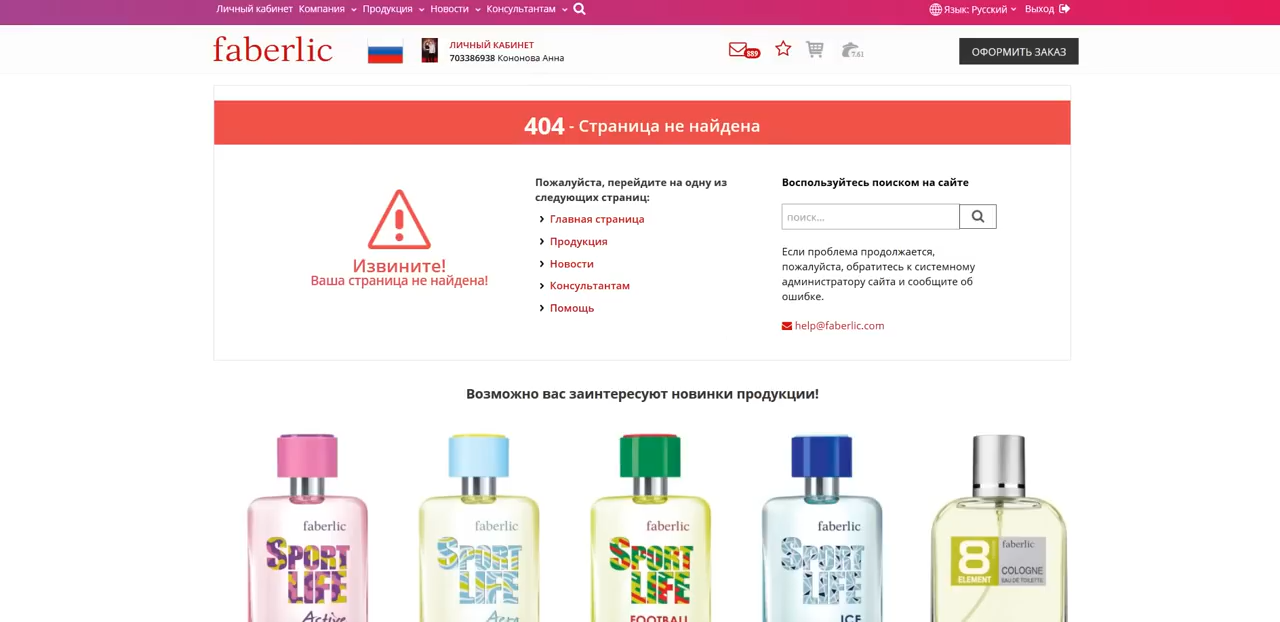 Личный кабинет Компания Продукция Новости Консультантам Язык: Русский Выход
faberlic
ЛИЧНЫЙ КАБИНЕТ
703386938 Кононова Анна
889
7.61
ОФОРМИТЬ ЗАКАЗ
404 - Страница не найдена
Извините!
Ваша страница не найдена!
Пожалуйста, перейдите на одну из
следующих страниц:
Главная страница
Продукция
Новости
Консультантам
Помощь
Воспользуйтесь поиском на сайте
поиск...
Если проблема продолжается,
пожалуйста, обратитесь к системному
администратору сайта и сообщите об
ошибке.
help@faberlic.com
Возможно вас заинтересуют новинки продукции!
faberlic
SPORT
LIFE
Active
faberlic
SPORT
LIFE
Aero
faberlic
SPORT
LIFE
FOOTBALL
faberlic
SPORT
LIFE
ICE
8
ELEMENT
faberlic
COLOGNE
EAU DE TOILETTE